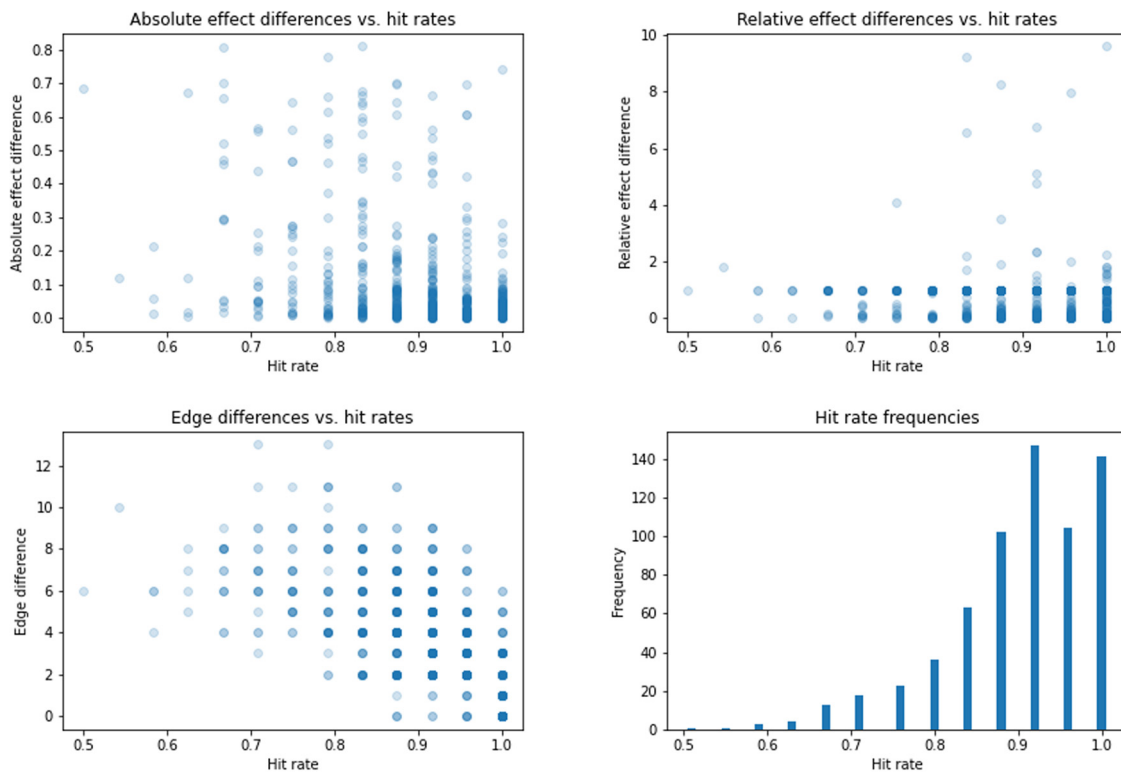 Absolute effect differences vs. hit rates
Absolute effect difference
0.8
0.7
0.6
0.5
0.4
0.3
0.2
0.1
0.0
0.5 0.6 0.7 0.8 0.9 1.0
Hit rate
Relative effect differences vs. hit rates
Relative effect difference
10
8
6
4
2
0
0.5 0.6 0.7 0.8 0.9 1.0
Hit rate
Edge differences vs. hit rates
Edge difference
12
10
8
6
4
2
0
0.5 0.6 0.7 0.8 0.9 1.0
Hit rate
Hit rate frequencies
Frequency
140
120
100
80
60
40
20
0
0.5 0.6 0.7 0.8 0.9 1.0
Hit rate